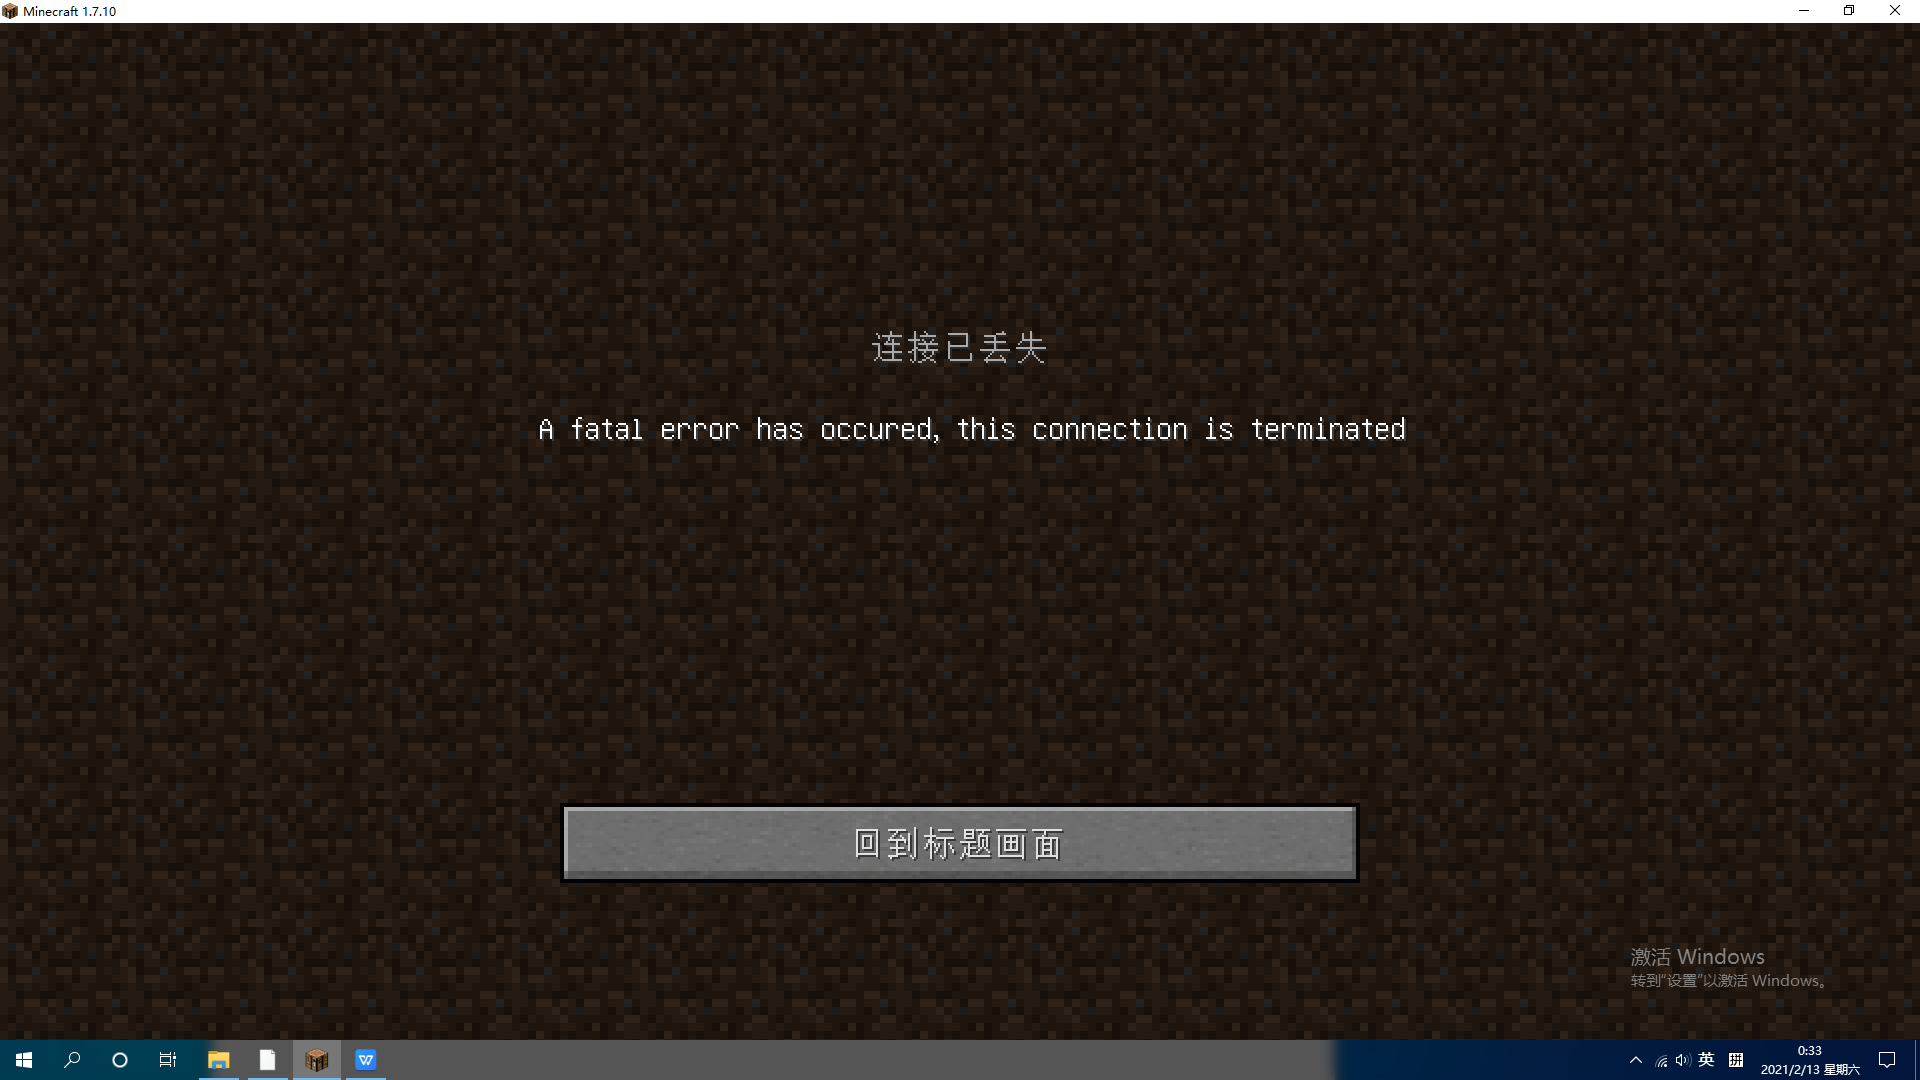 Minecraft 1.7.10
连接已丢失
A fatal error has occured, this connection is terminated
回到标题画面
激活 Windows
转到“设置”以激活 Windows。
英
拼
0:33
2021/2/13 星期六